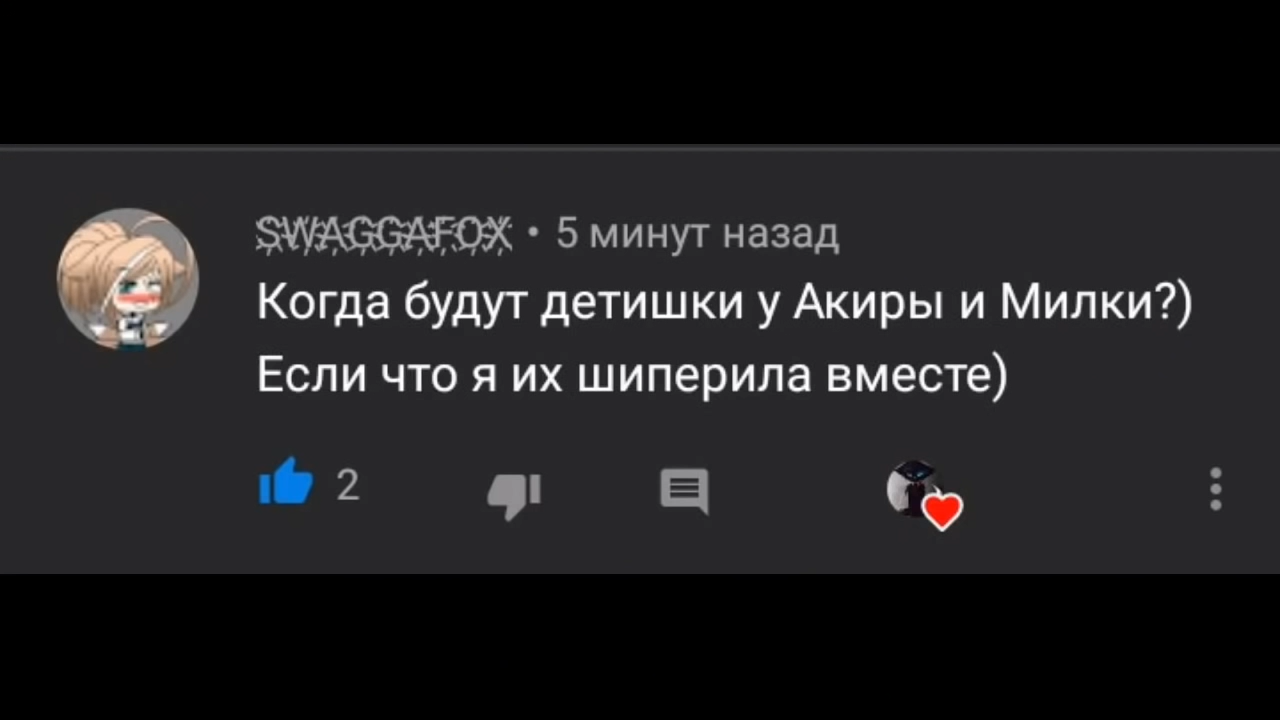 SWAGGAFOX • 5 минут назад
Когда будут детишки у Акиры и Милки?)
Если что я их шиперила вместе)
2